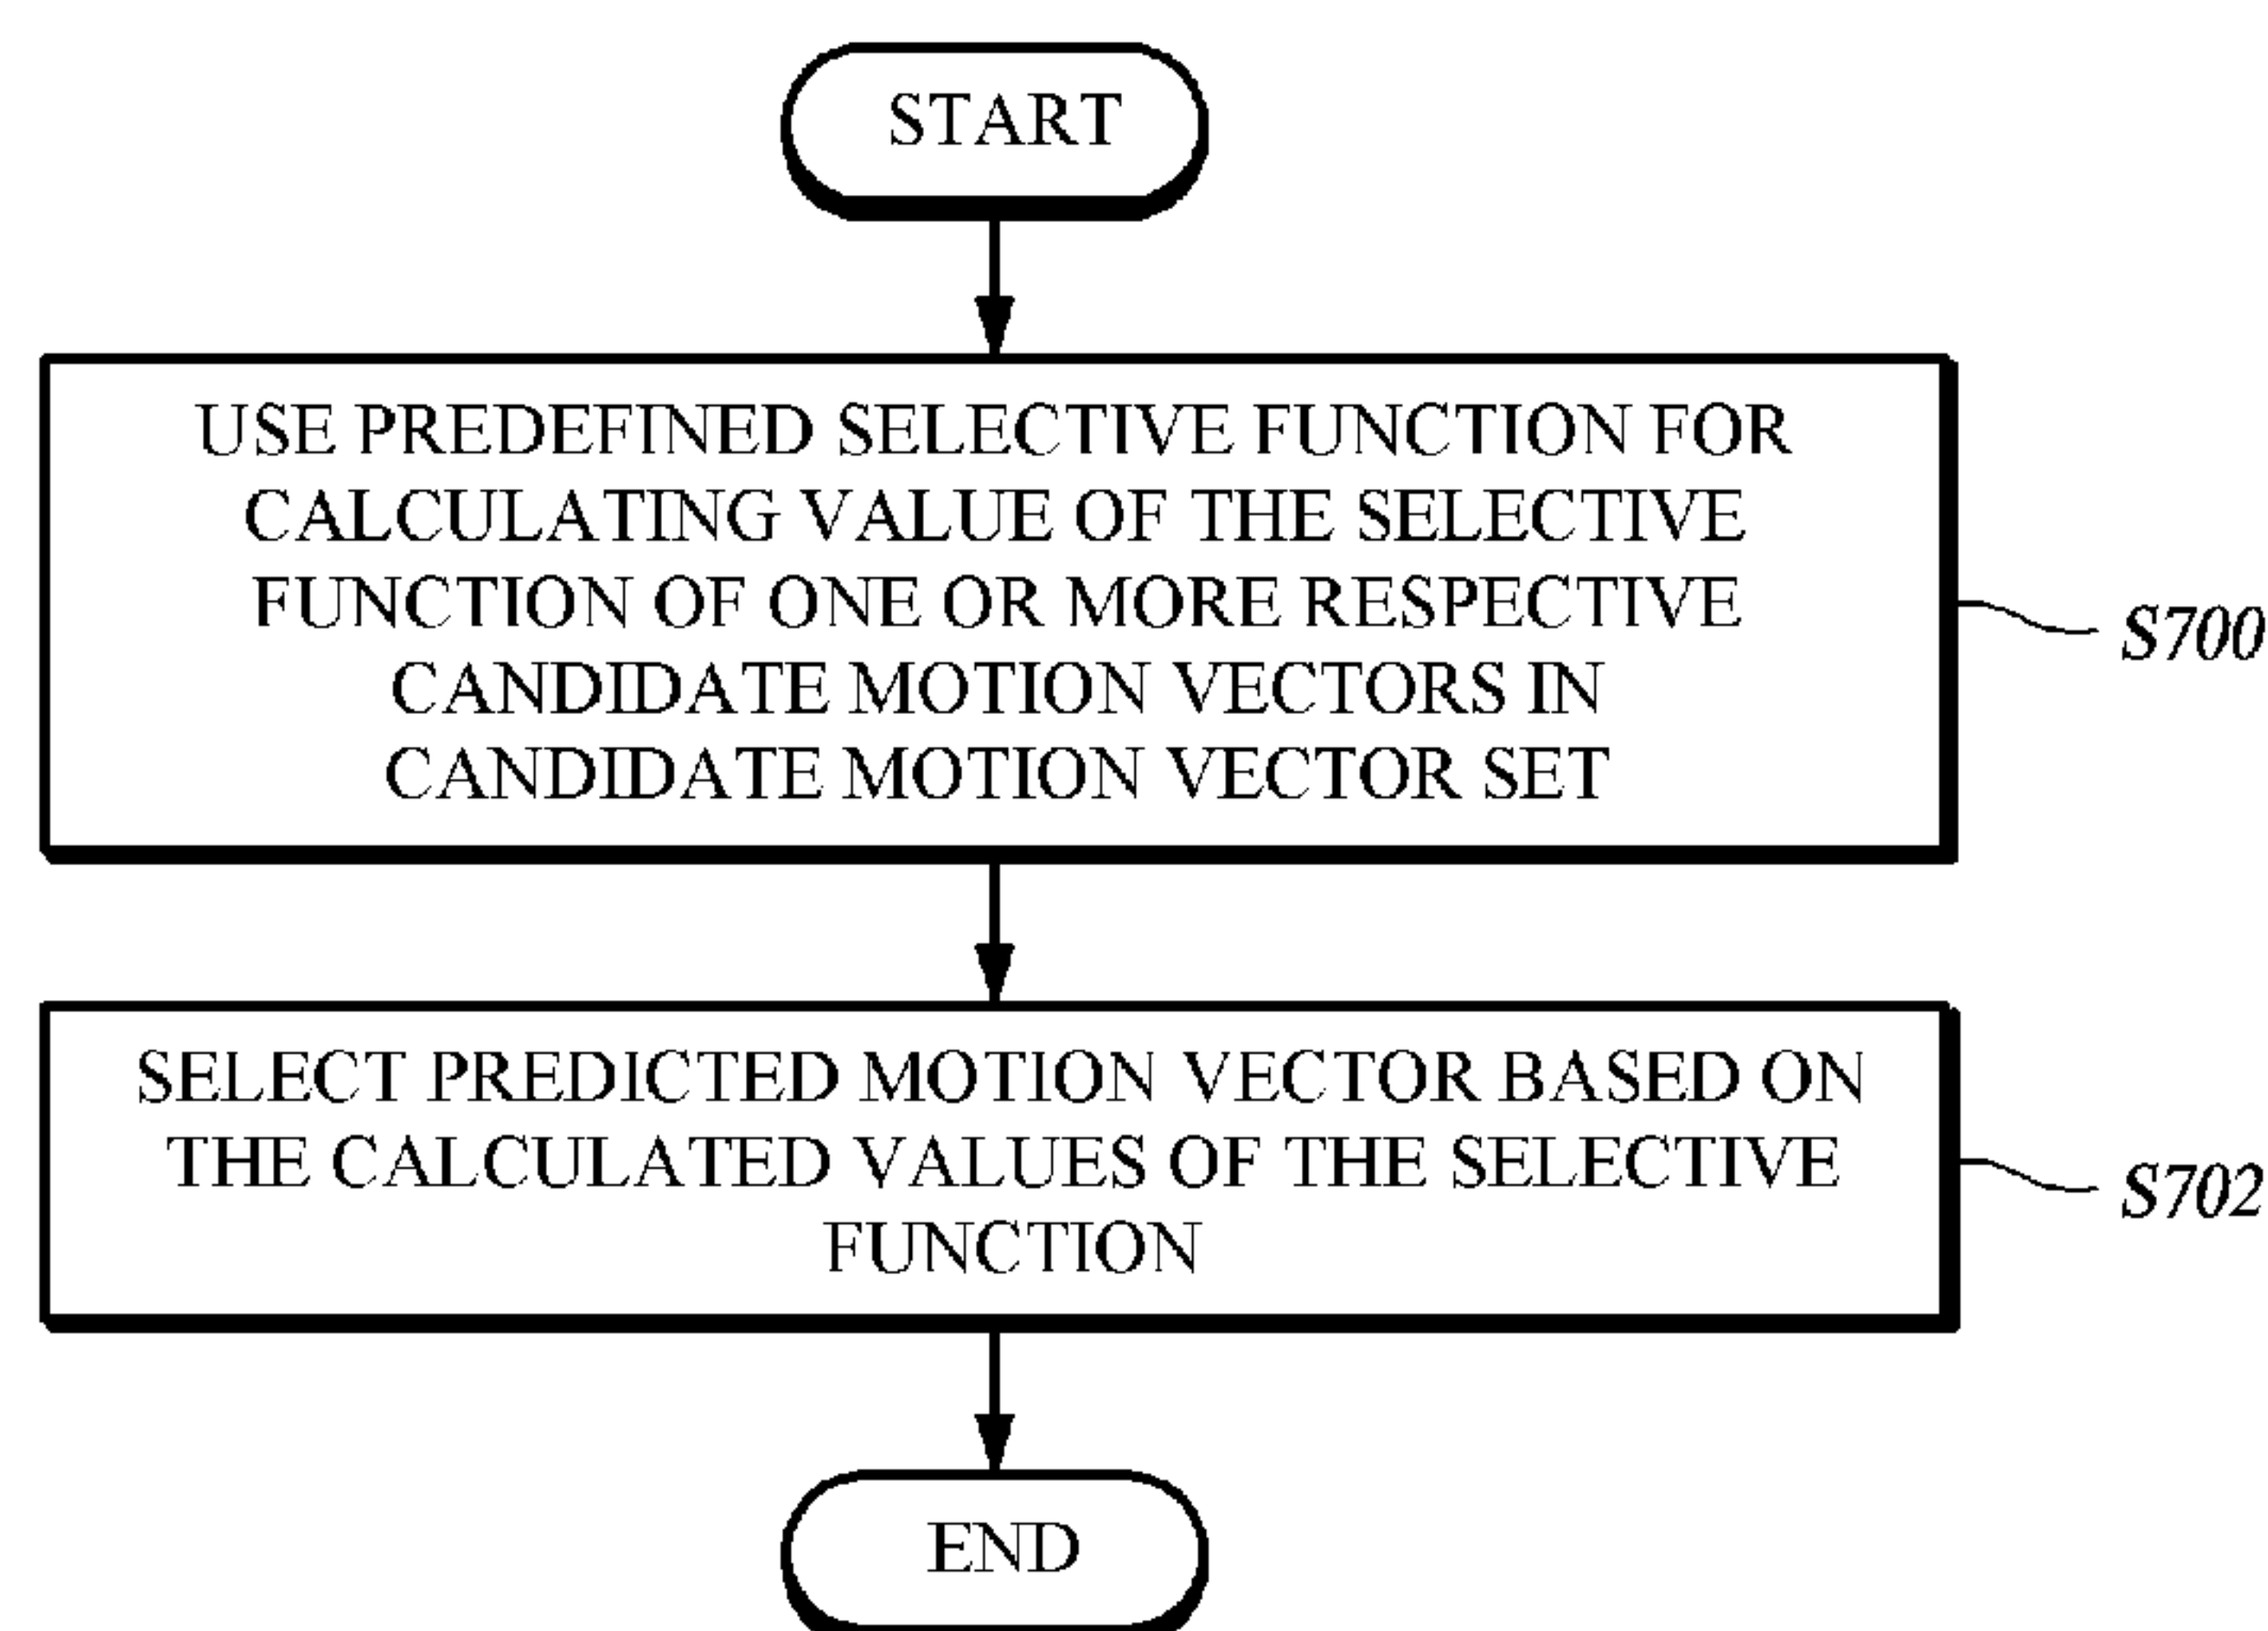 START
USE PREDEFINED SELECTIVE FUNCTION FOR
CALCULATING VALUE OF THE SELECTIVE
FUNCTION OF ONE OR MORE RESPECTIVE
CANDIDATE MOTION VECTORS IN
CANDIDATE MOTION VECTOR SET
S700
SELECT PREDICTED MOTION VECTOR BASED ON
THE CALCULATED VALUES OF THE SELECTIVE
FUNCTION
S702
END